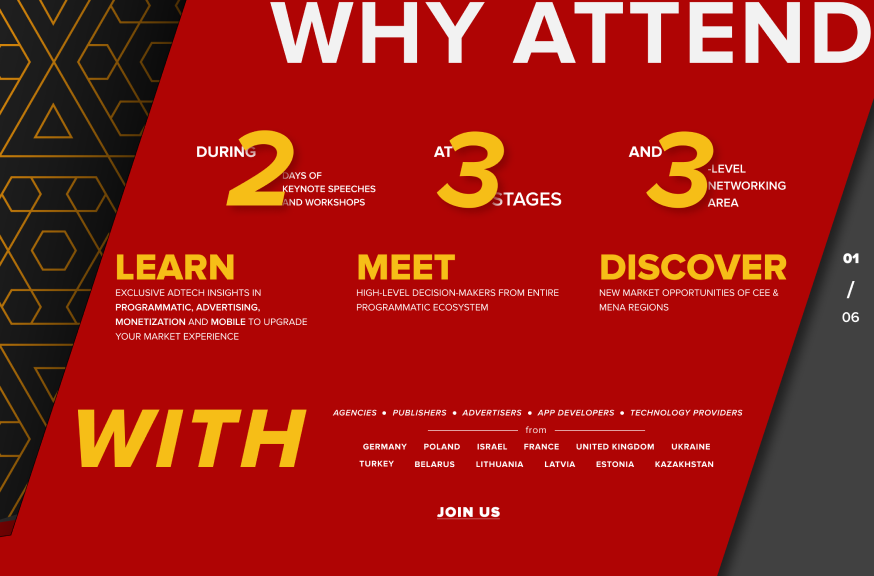 WHY ATTEND
DURING 2 DAYS OF
KEYNOTE SPEECHES
AND WORKSHOPS
AT 3 STAGES
AND 3 -LEVEL
NETWORKING
AREA
LEARN
EXCLUSIVE ADTECH INSIGHTS IN
PROGRAMMATIC, ADVERTISING,
MONETIZATION AND MOBILE TO UPGRADE
YOUR MARKET EXPERIENCE
MEET
HIGH-LEVEL DECISION-MAKERS FROM ENTIRE
PROGRAMMATIC ECOSYSTEM
DISCOVER
NEW MARKET OPPORTUNITIES OF CEE &
MENA REGIONS
01
/
06
WITH
AGENCIES ● PUBLISHERS ● ADVERTISERS ● APP DEVELOPERS ● TECHNOLOGY PROVIDERS
from
GERMANY POLAND ISRAEL FRANCE UNITED KINGDOM UKRAINE
TURKEY BELARUS LITHUANIA LATVIA ESTONIA KAZAKHSTAN
JOIN US